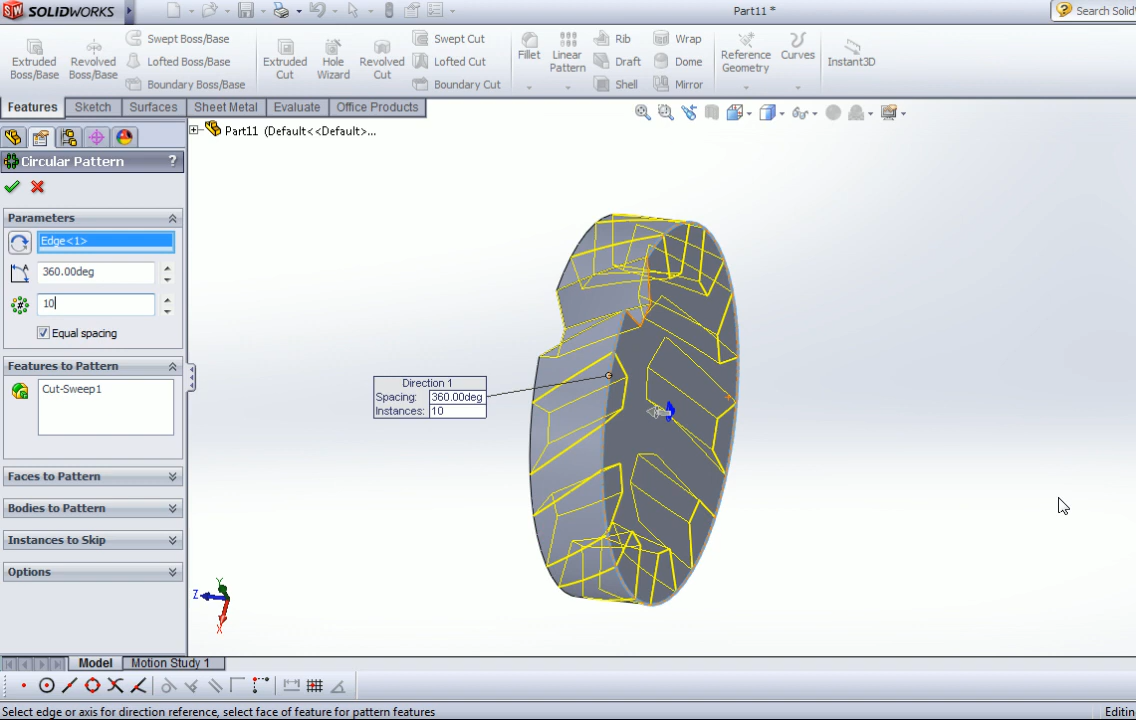 SW SOLIDWORKS
Part11 *
Search Solid
Extruded Boss/Base
Revolved Boss/Base
Swept Boss/Base
Lofted Boss/Base
Boundary Boss/Base
Extruded Cut
Hole Wizard
Revolved Cut
Swept Cut
Lofted Cut
Boundary Cut
Fillet
Linear Pattern
Rib
Draft
Shell
Wrap
Dome
Mirror
Reference Geometry
Curves
Instant3D
Features Sketch Surfaces Sheet Metal Evaluate Office Products
Part11 (Default<<Default>...
Circular Pattern ?
Parameters
Edge<1>
360.00deg
10
Equal spacing
Features to Pattern
Cut-Sweep1
Faces to Pattern
Bodies to Pattern
Instances to Skip
Options
Direction 1
Spacing: 360.00deg
Instances: 10
Y
Z
X
Model Motion Study 1
Select edge or axis for direction reference, select face of feature for pattern features
Editin